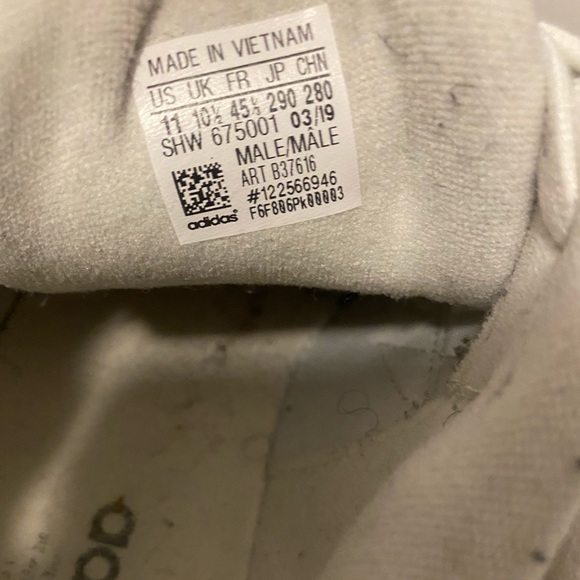 MADE IN VIETNAM
US UK FR JP CHN
11 10½ 45⅓ 290 280
SHW 675001 03/19
MALE/MÂLE
ART B37616
#122566946
F6F806Pk00003
adidas®